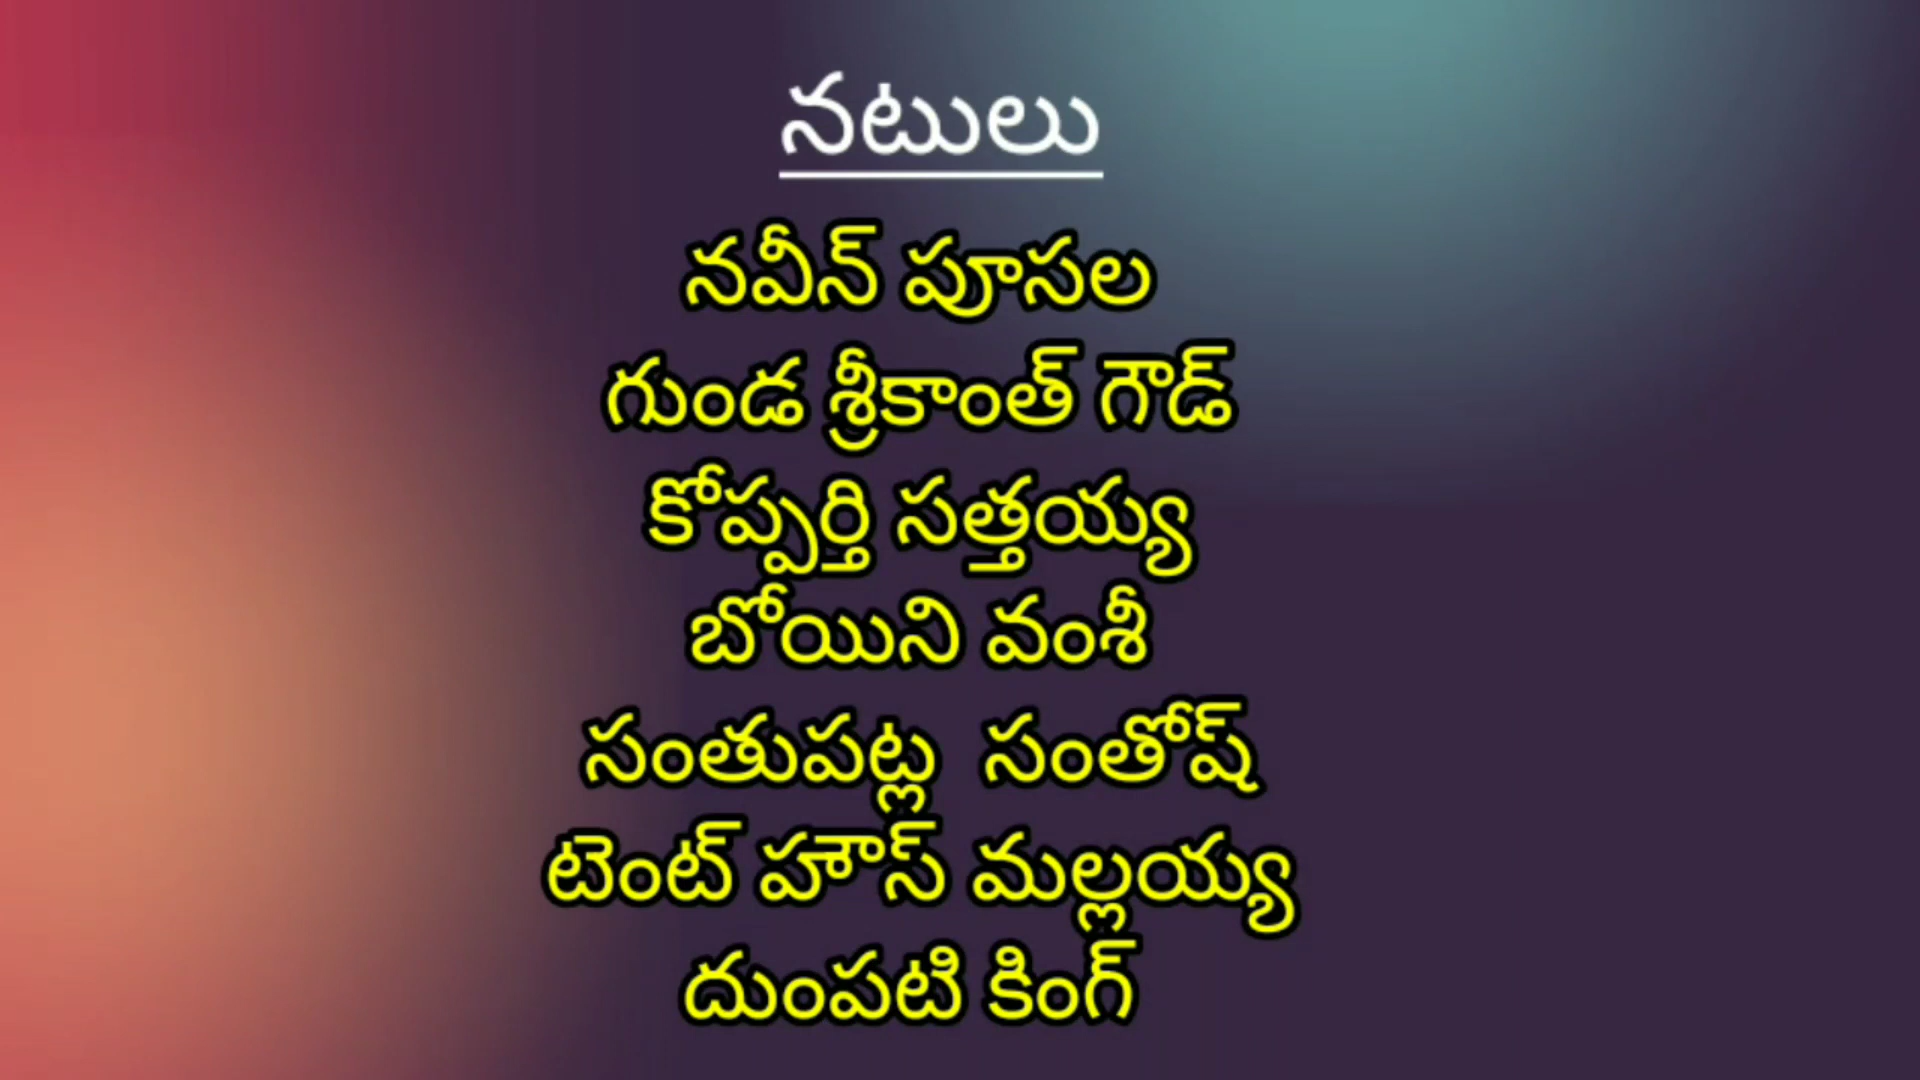 నటులు
నవీన్ పూసల
గుండ శ్రీకాంత్ గౌడ్
కోప్పర్తి సత్తయ్య
బోయిని వంశీ
సంతుపట్ల సంతోష్
టెంట్ హౌస్ మల్లయ్య
దుంపటి కింగ్